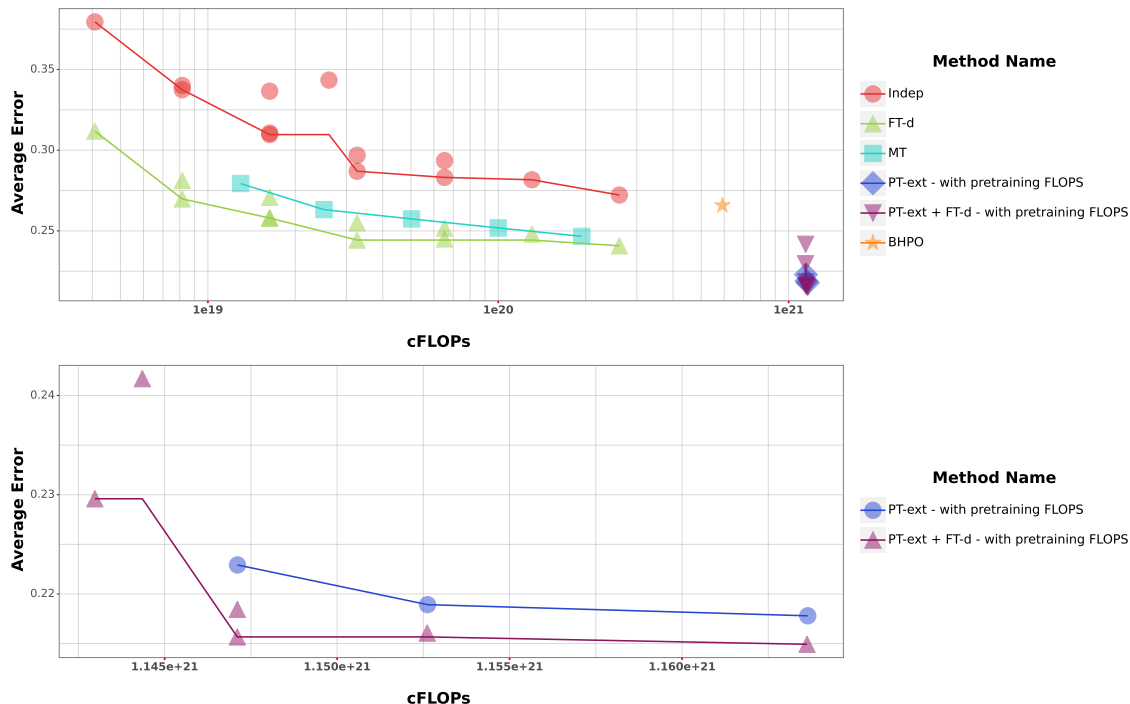 0.35
0.30
0.25
Average Error
1e19
1e20
1e21
cFLOPs
Method Name
Indep
FT-d
MT
PT-ext - with pretraining FLOPS
PT-ext + FT-d - with pretraining FLOPS
BHPO
0.24
0.23
0.22
Average Error
1.145e+21
1.150e+21
1.155e+21
1.160e+21
cFLOPs
Method Name
PT-ext - with pretraining FLOPS
PT-ext + FT-d - with pretraining FLOPS